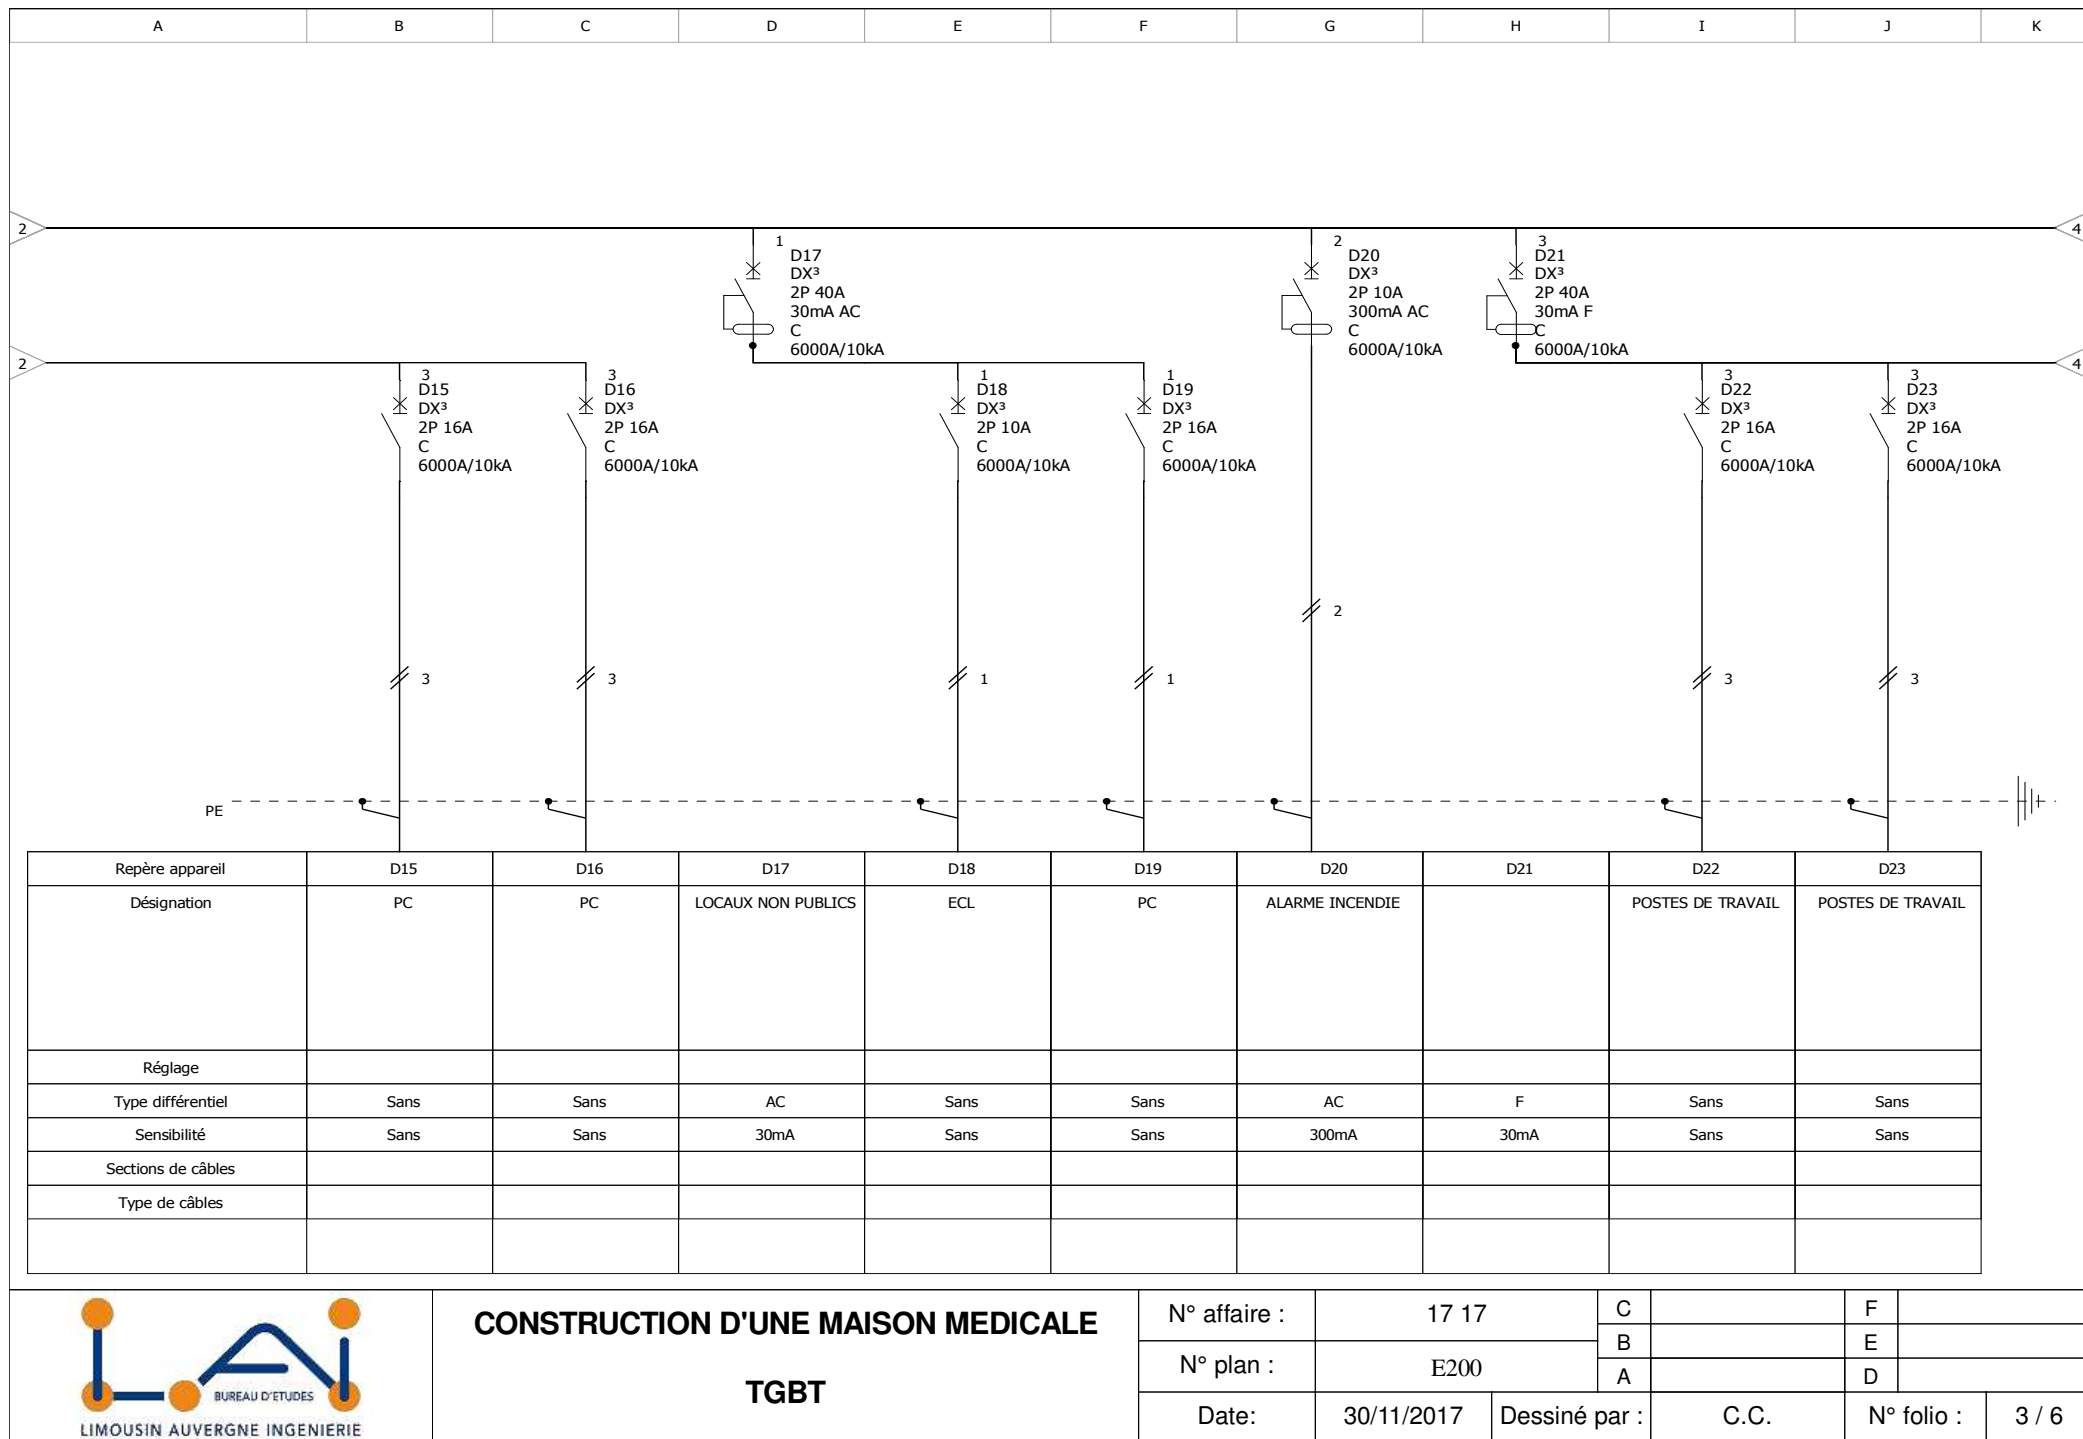 A B C D E F G H I J K
2 4
1
D17
DX³
2P 40A
30mA AC
C
6000A/10kA
2
D20
DX³
2P 10A
300mA AC
C
6000A/10kA
3
D21
DX³
2P 40A
30mA F
C
6000A/10kA
2 4
3
D15
DX³
2P 16A
C
6000A/10kA
3
D16
DX³
2P 16A
C
6000A/10kA
1
D18
DX³
2P 10A
C
6000A/10kA
1
D19
DX³
2P 16A
C
6000A/10kA
3
D22
DX³
2P 16A
C
6000A/10kA
3
D23
DX³
2P 16A
C
6000A/10kA
2
3 3 1 1 3 3
PE
Repère appareil D15 D16 D17 D18 D19 D20 D21 D22 D23
Désignation PC PC LOCAUX NON PUBLICS ECL PC ALARME INCENDIE POSTES DE TRAVAIL POSTES DE TRAVAIL
Réglage
Type différentiel Sans Sans AC Sans Sans AC F Sans Sans
Sensibilité Sans Sans 30mA Sans Sans 300mA 30mA Sans Sans
Sections de câbles
Type de câbles
BUREAU D'ETUDES
LIMOUSIN AUVERGNE INGENIERIE
CONSTRUCTION D'UNE MAISON MEDICALE
TGBT
N° affaire : 17 17 C F
B E
N° plan : E200
A D
Date: 30/11/2017 Dessiné par : C.C. N° folio : 3 / 6